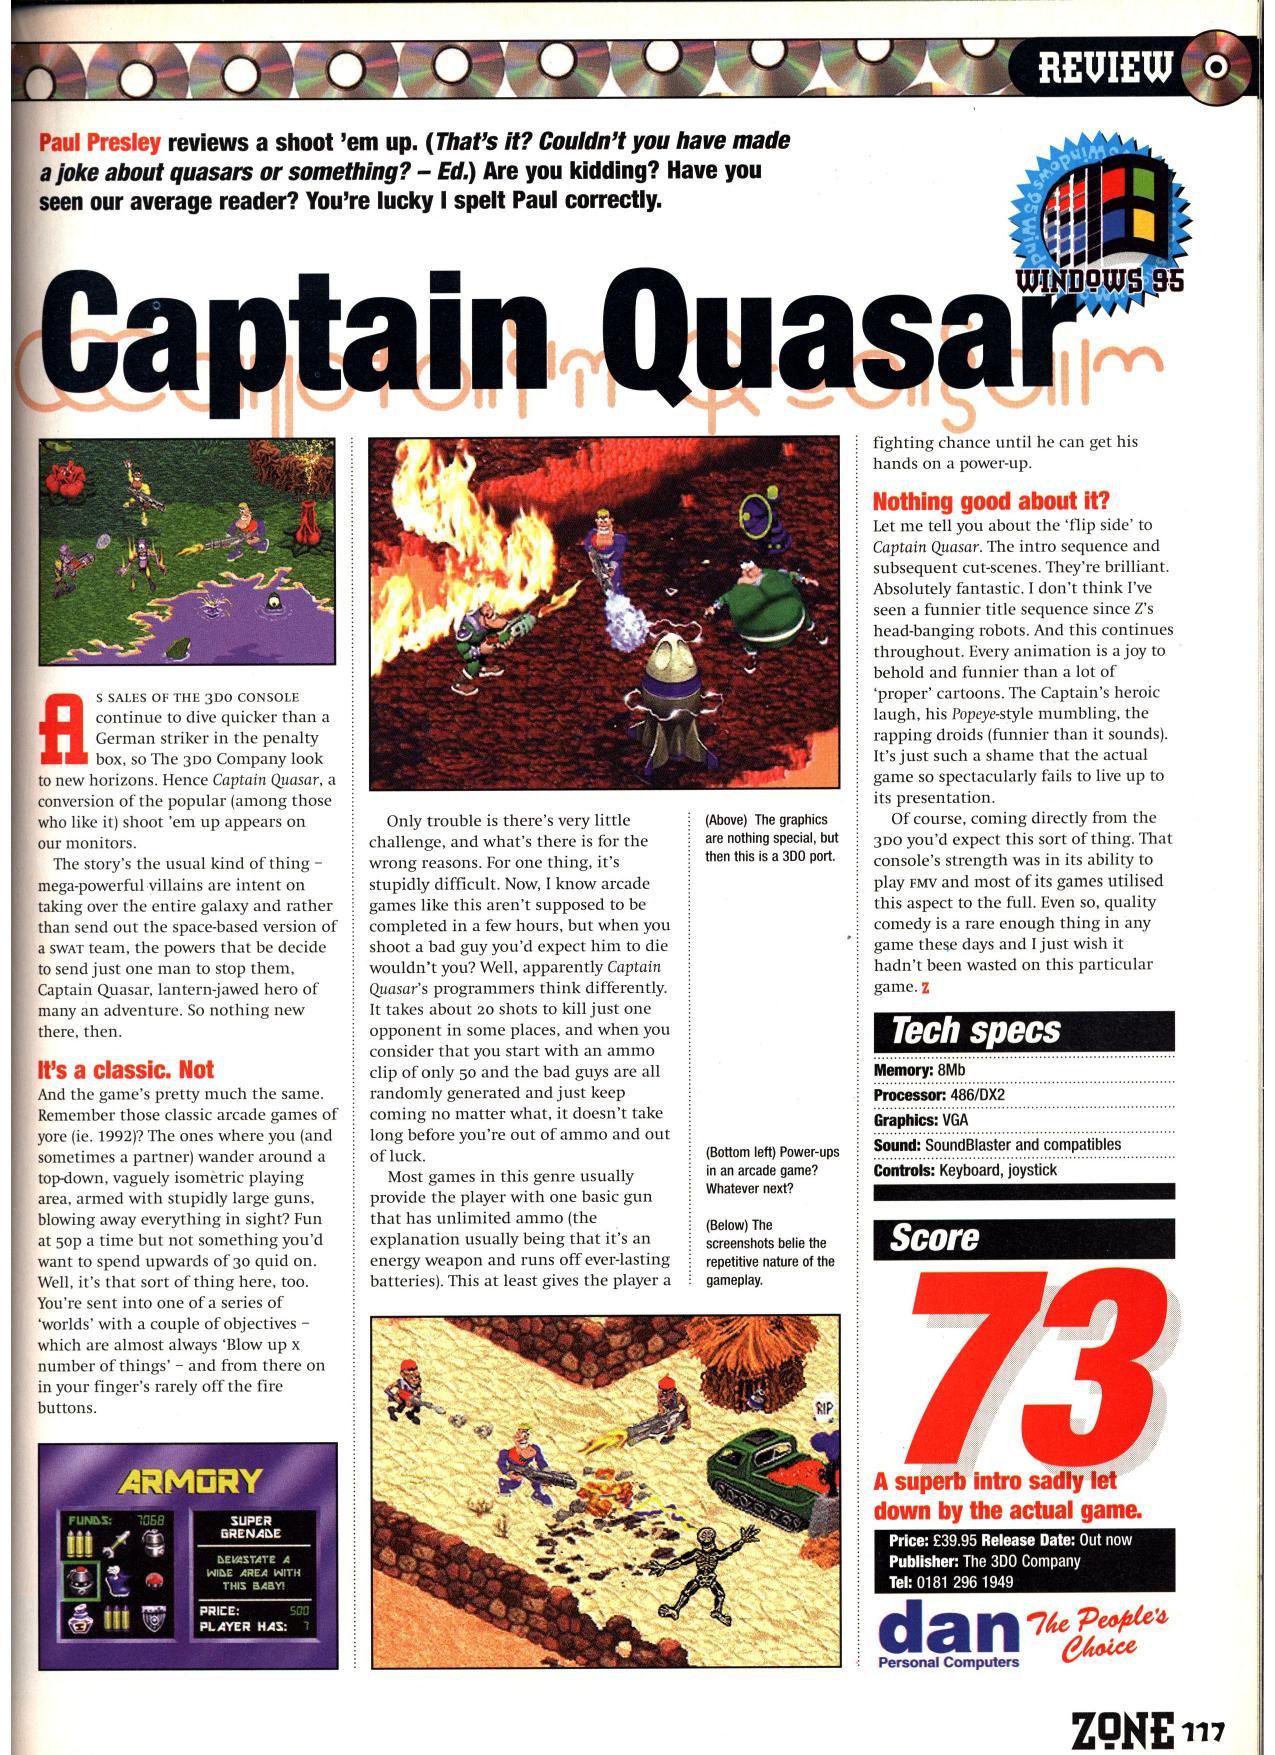 REVIEW
Paul Presley reviews a shoot 'em up. (That's it? Couldn't you have made
a joke about quasars or something? – Ed.) Are you kidding? Have you
seen our average reader? You're lucky I spelt Paul correctly.
WINDOWS 95
Captain Quasar
AS SALES OF THE 3DO CONSOLE
continue to dive quicker than a
German striker in the penalty
box, so The 3DO Company look
to new horizons. Hence Captain Quasar, a
conversion of the popular (among those
who like it) shoot 'em up appears on
our monitors.
The story's the usual kind of thing –
mega-powerful villains are intent on
taking over the entire galaxy and rather
than send out the space-based version of
a SWAT team, the powers that be decide
to send just one man to stop them,
Captain Quasar, lantern-jawed hero of
many an adventure. So nothing new
there, then.
It's a classic. Not
And the game's pretty much the same.
Remember those classic arcade games of
yore (ie. 1992)? The ones where you (and
sometimes a partner) wander around a
top-down, vaguely isometric playing
area, armed with stupidly large guns,
blowing away everything in sight? Fun
at 50p a time but not something you'd
want to spend upwards of 30 quid on.
Well, it's that sort of thing here, too.
You're sent into one of a series of
'worlds' with a couple of objectives –
which are almost always 'Blow up x
number of things' – and from there on
in your finger's rarely off the fire
buttons.
ARMORY
FUNDS: 7068
SUPER
GRENADE
DEVASTATE A
WIDE AREA WITH
THIS BABY!
PRICE: 500
PLAYER HAS: 7
Only trouble is there's very little
challenge, and what's there is for the
wrong reasons. For one thing, it's
stupidly difficult. Now, I know arcade
games like this aren't supposed to be
completed in a few hours, but when you
shoot a bad guy you'd expect him to die
wouldn't you? Well, apparently Captain
Quasar's programmers think differently.
It takes about 20 shots to kill just one
opponent in some places, and when you
consider that you start with an ammo
clip of only 50 and the bad guys are all
randomly generated and just keep
coming no matter what, it doesn't take
long before you're out of ammo and out
of luck.
Most games in this genre usually
provide the player with one basic gun
that has unlimited ammo (the
explanation usually being that it's an
energy weapon and runs off ever-lasting
batteries). This at least gives the player a
(Above) The graphics
are nothing special, but
then this is a 3DO port.
(Bottom left) Power-ups
in an arcade game?
Whatever next?
(Below) The
screenshots belie the
repetitive nature of the
gameplay.
RIP
fighting chance until he can get his
hands on a power-up.
Nothing good about it?
Let me tell you about the 'flip side' to
Captain Quasar. The intro sequence and
subsequent cut-scenes. They're brilliant.
Absolutely fantastic. I don't think I've
seen a funnier title sequence since Z's
head-banging robots. And this continues
throughout. Every animation is a joy to
behold and funnier than a lot of
'proper' cartoons. The Captain's heroic
laugh, his Popeye-style mumbling, the
rapping droids (funnier than it sounds).
It's just such a shame that the actual
game so spectacularly fails to live up to
its presentation.
Of course, coming directly from the
3DO you'd expect this sort of thing. That
console's strength was in its ability to
play FMV and most of its games utilised
this aspect to the full. Even so, quality
comedy is a rare enough thing in any
game these days and I just wish it
hadn't been wasted on this particular
game. Z
Tech specs
Memory: 8Mb
Processor: 486/DX2
Graphics: VGA
Sound: SoundBlaster and compatibles
Controls: Keyboard, joystick
Score
73
A superb intro sadly let
down by the actual game.
Price: £39.95 Release Date: Out now
Publisher: The 3DO Company
Tel: 0181 296 1949
dan
Personal Computers
The People's
Choice
ZONE 117